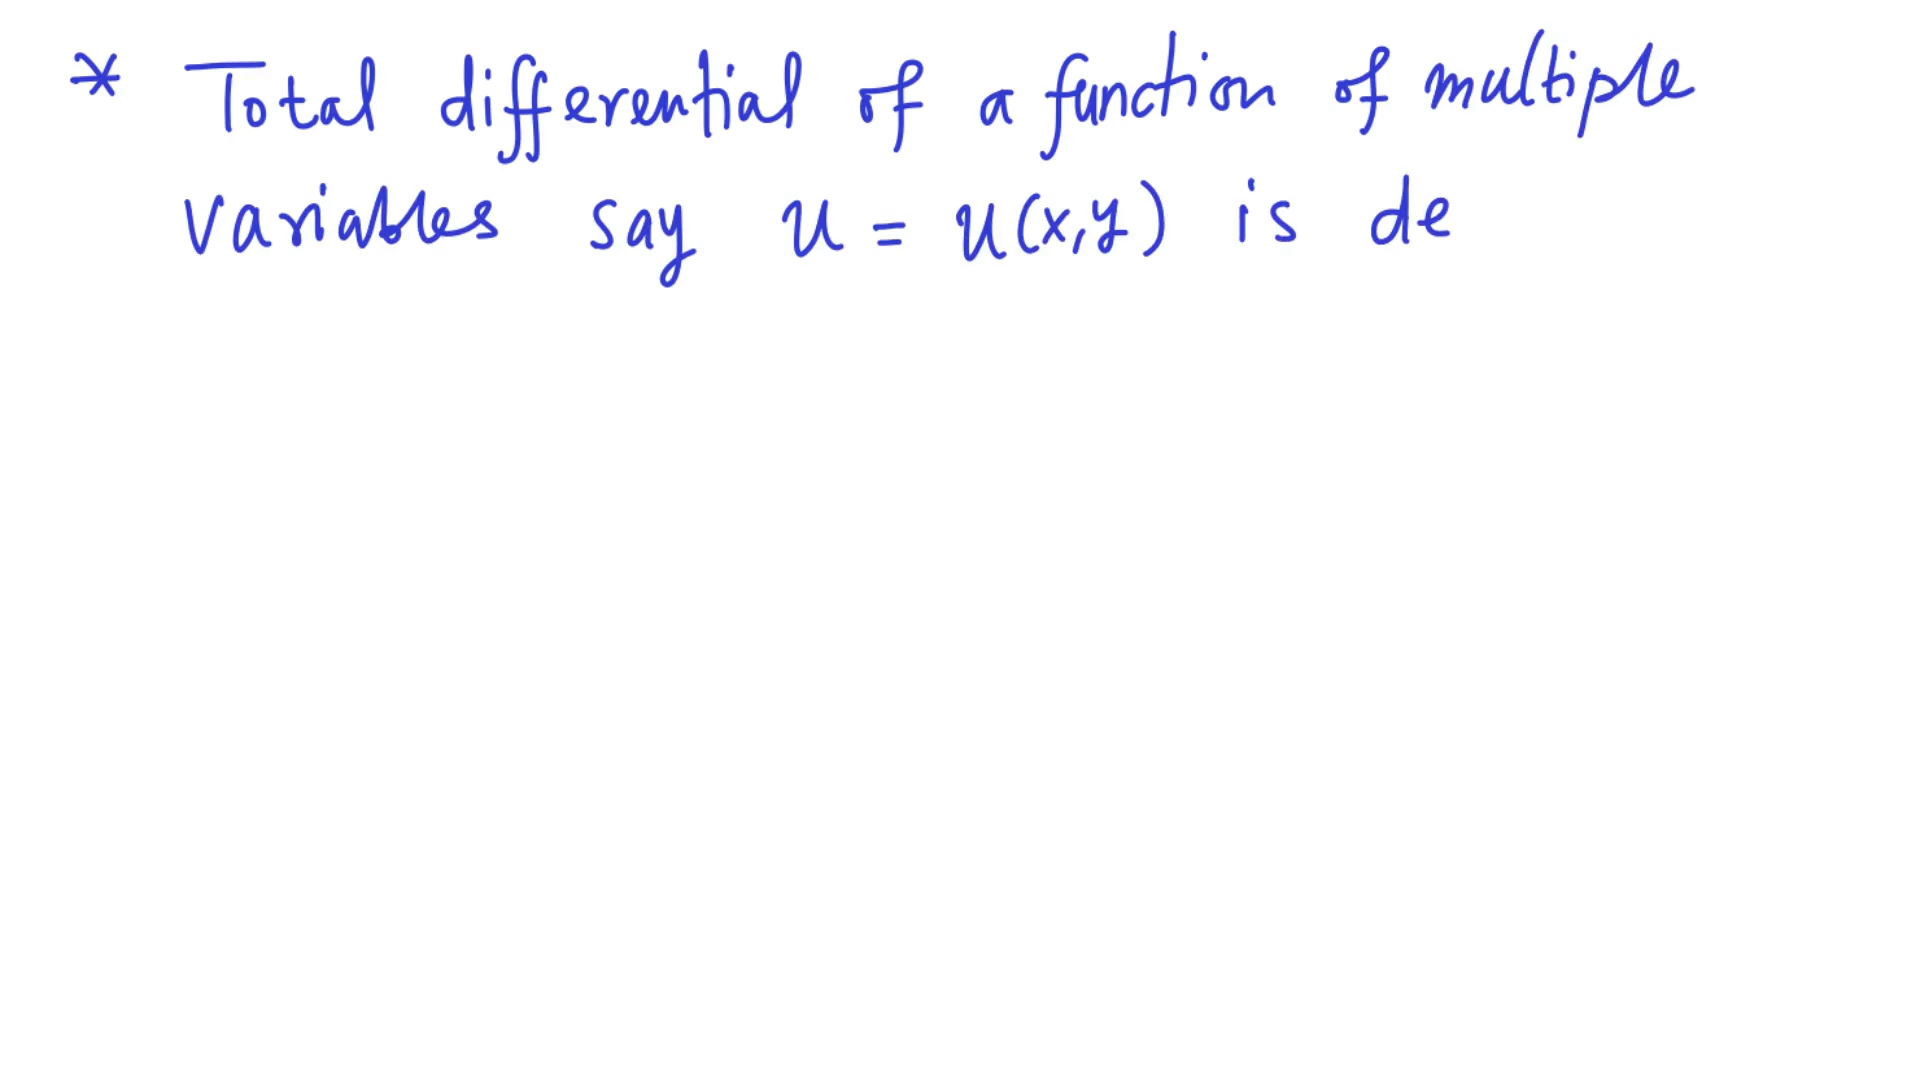 * Total differential of a function of multiple
variables say u = u(x,y) is de